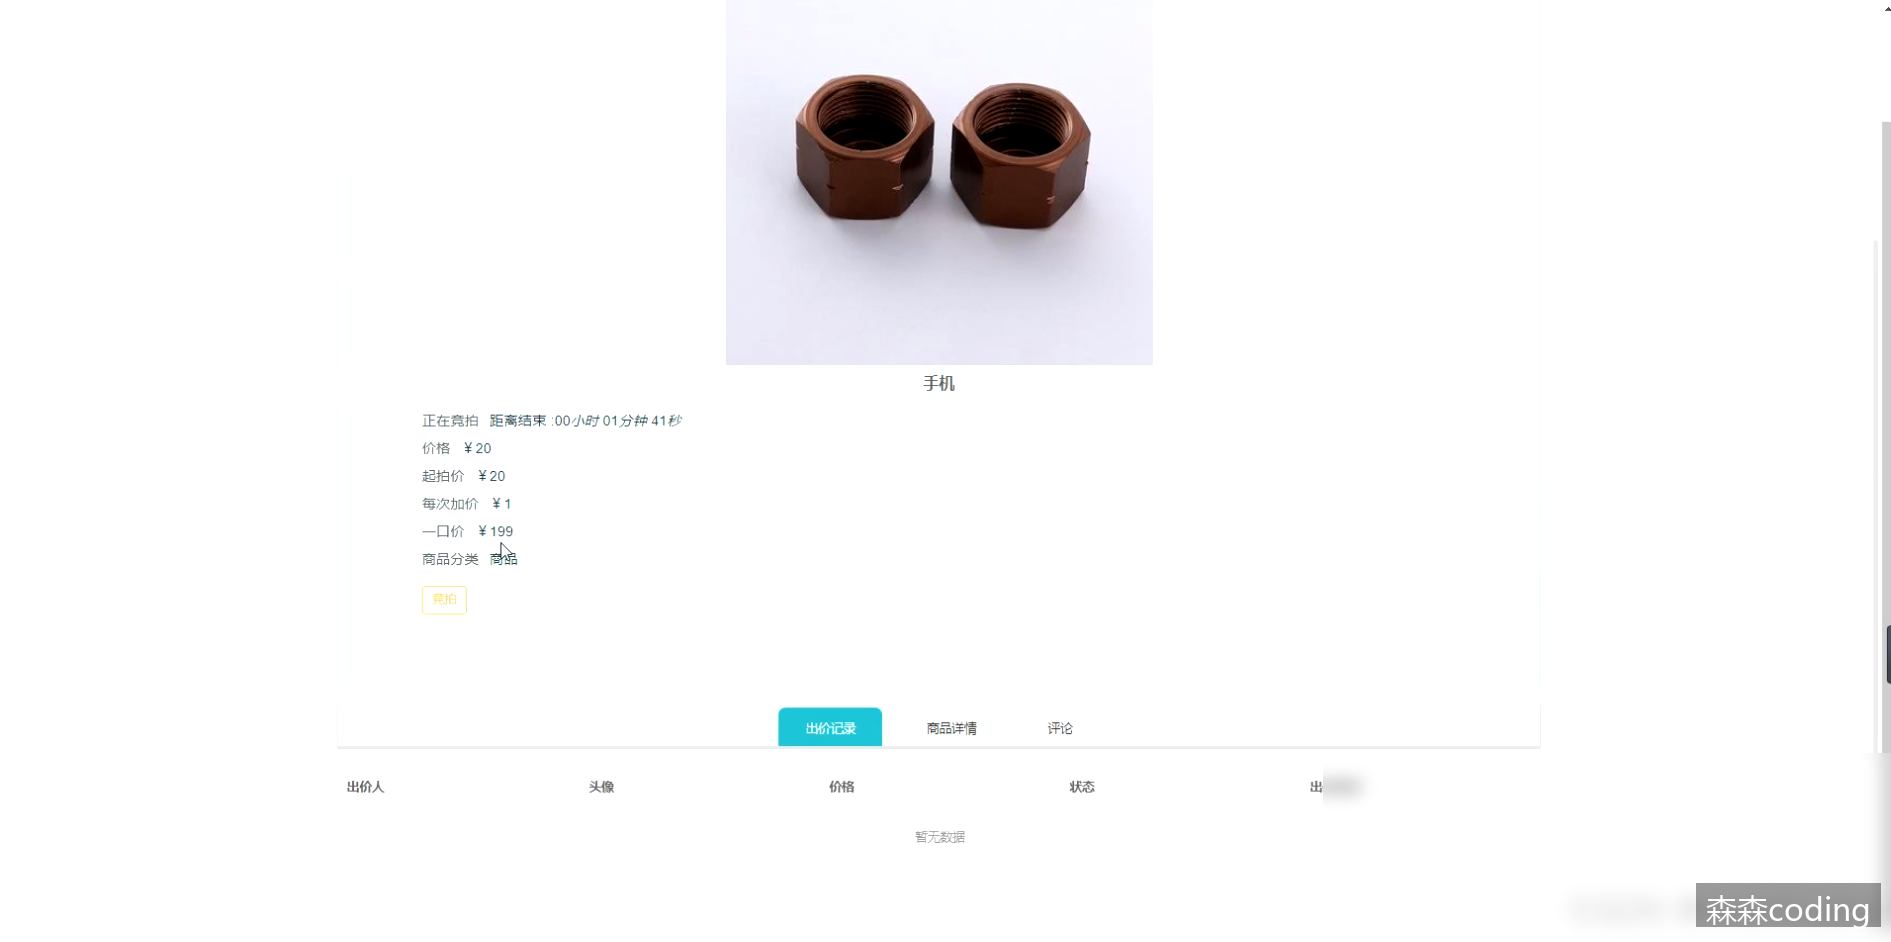 手机
正在竞拍 距离结束 :00小时 01分钟 41秒
价格 ¥ 20
起拍价 ¥ 20
每次加价 ¥ 1
一口价 ¥ 199
商品分类 商品
竞拍
出价记录 商品详情 评论
出价人 头像 价格 状态 出
暂无数据
森森coding